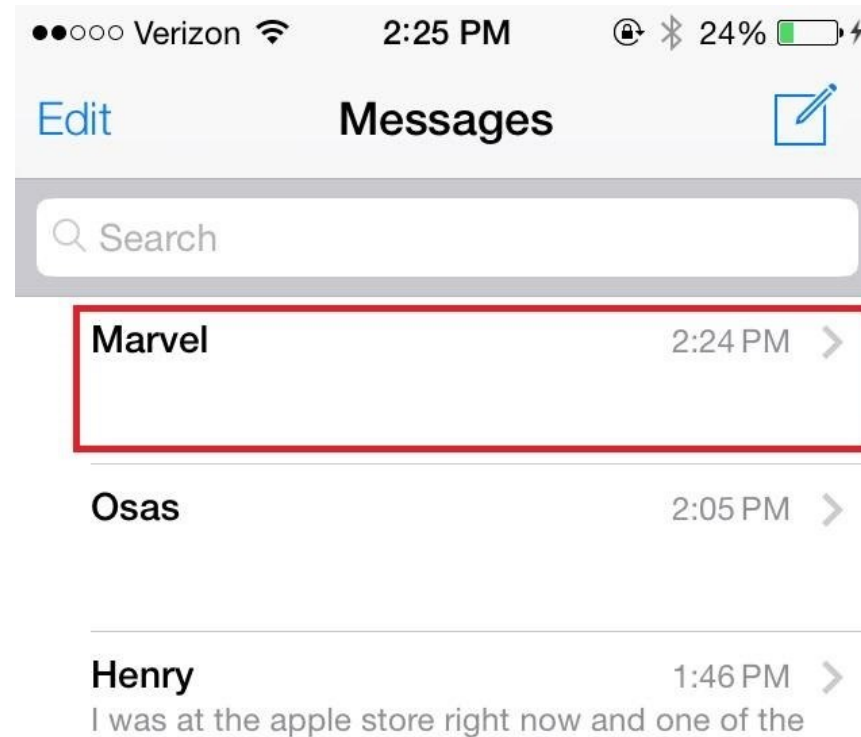 Verizon 2:25 PM 24%
Edit Messages
Search
Marvel 2:24 PM
Osas 2:05 PM
Henry 1:46 PM
I was at the apple store right now and one of the